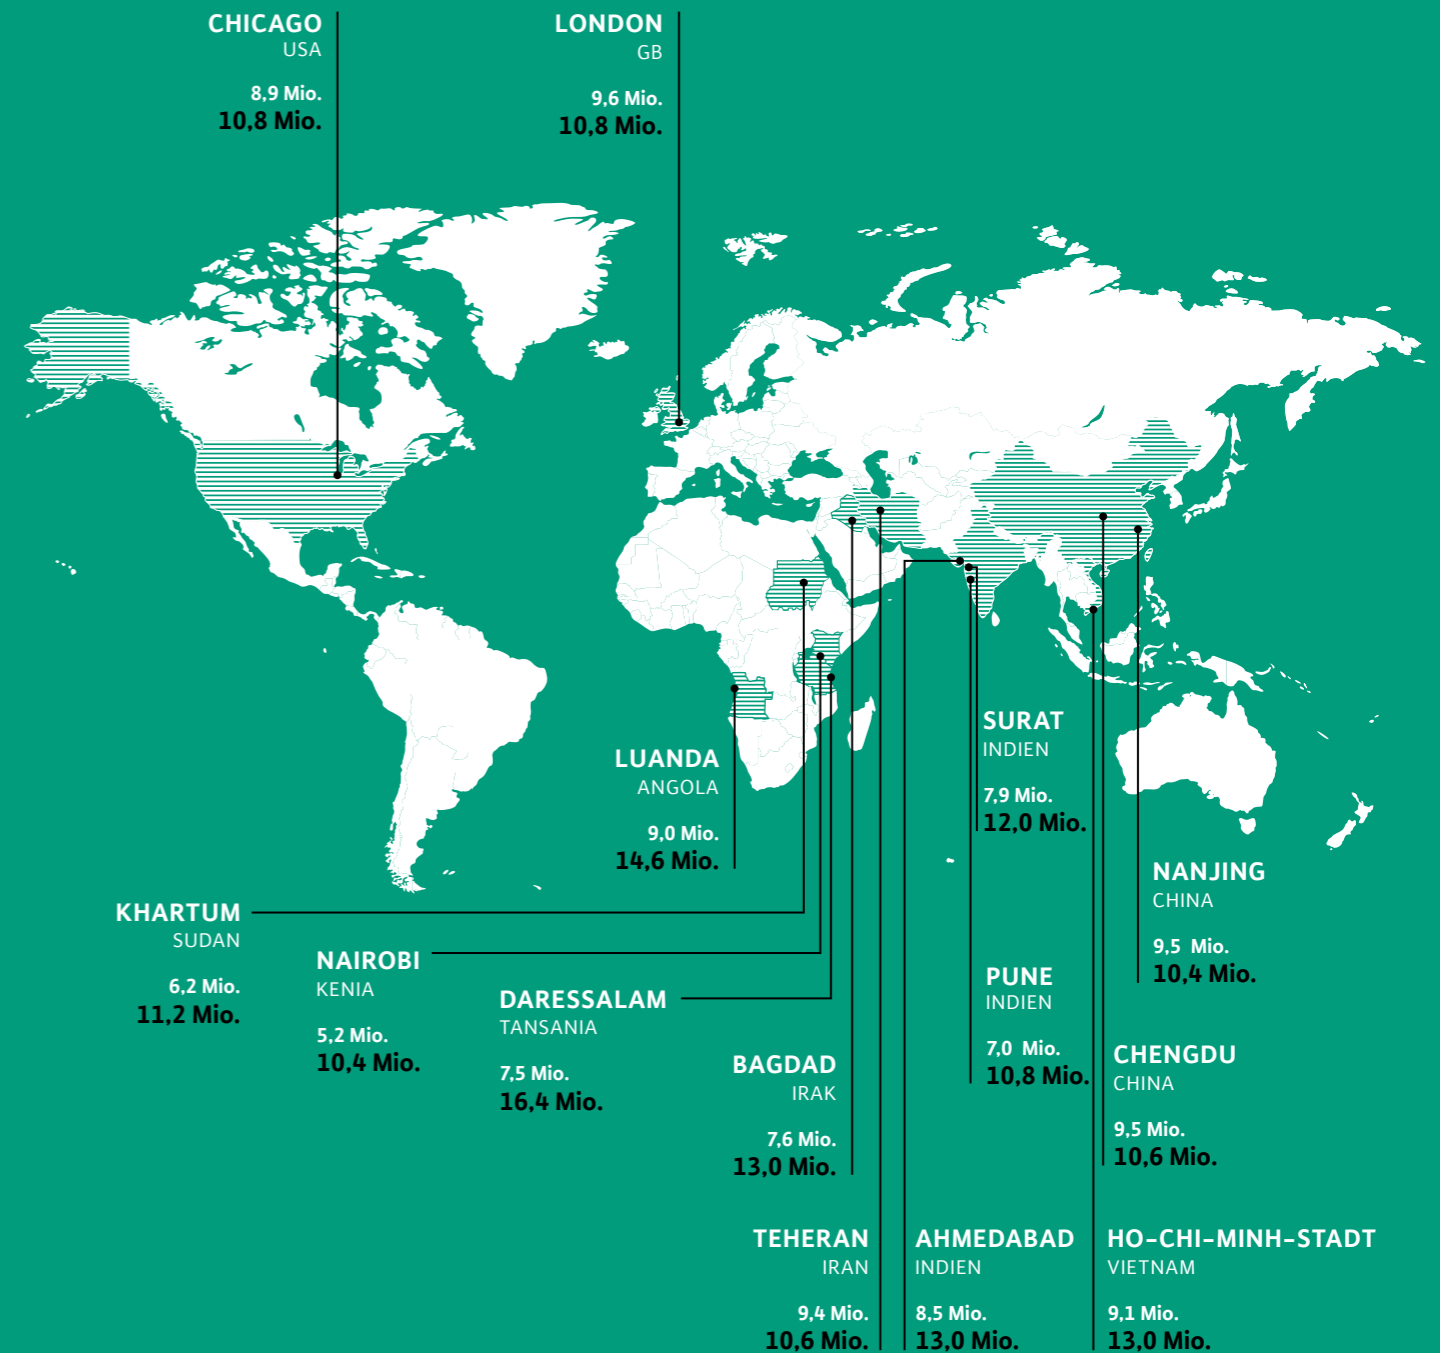 CHICAGO
USA
8,9 Mio.
10,8 Mio.
LONDON
GB
9,6 Mio.
10,8 Mio.
LUANDA
ANGOLA
9,0 Mio.
14,6 Mio.
SURAT
INDIEN
7,9 Mio.
12,0 Mio.
NANJING
CHINA
9,5 Mio.
10,4 Mio.
KHARTUM
SUDAN
6,2 Mio.
11,2 Mio.
NAIROBI
KENIA
5,2 Mio.
10,4 Mio.
DARESSALAM
TANSANIA
7,5 Mio.
16,4 Mio.
BAGDAD
IRAK
7,6 Mio.
13,0 Mio.
PUNE
INDIEN
7,0 Mio.
10,8 Mio.
CHENGDU
CHINA
9,5 Mio.
10,6 Mio.
TEHERAN
IRAN
9,4 Mio.
10,6 Mio.
AHMEDABAD
INDIEN
8,5 Mio.
13,0 Mio.
HO-CHI-MINH-STADT
VIETNAM
9,1 Mio.
13,0 Mio.